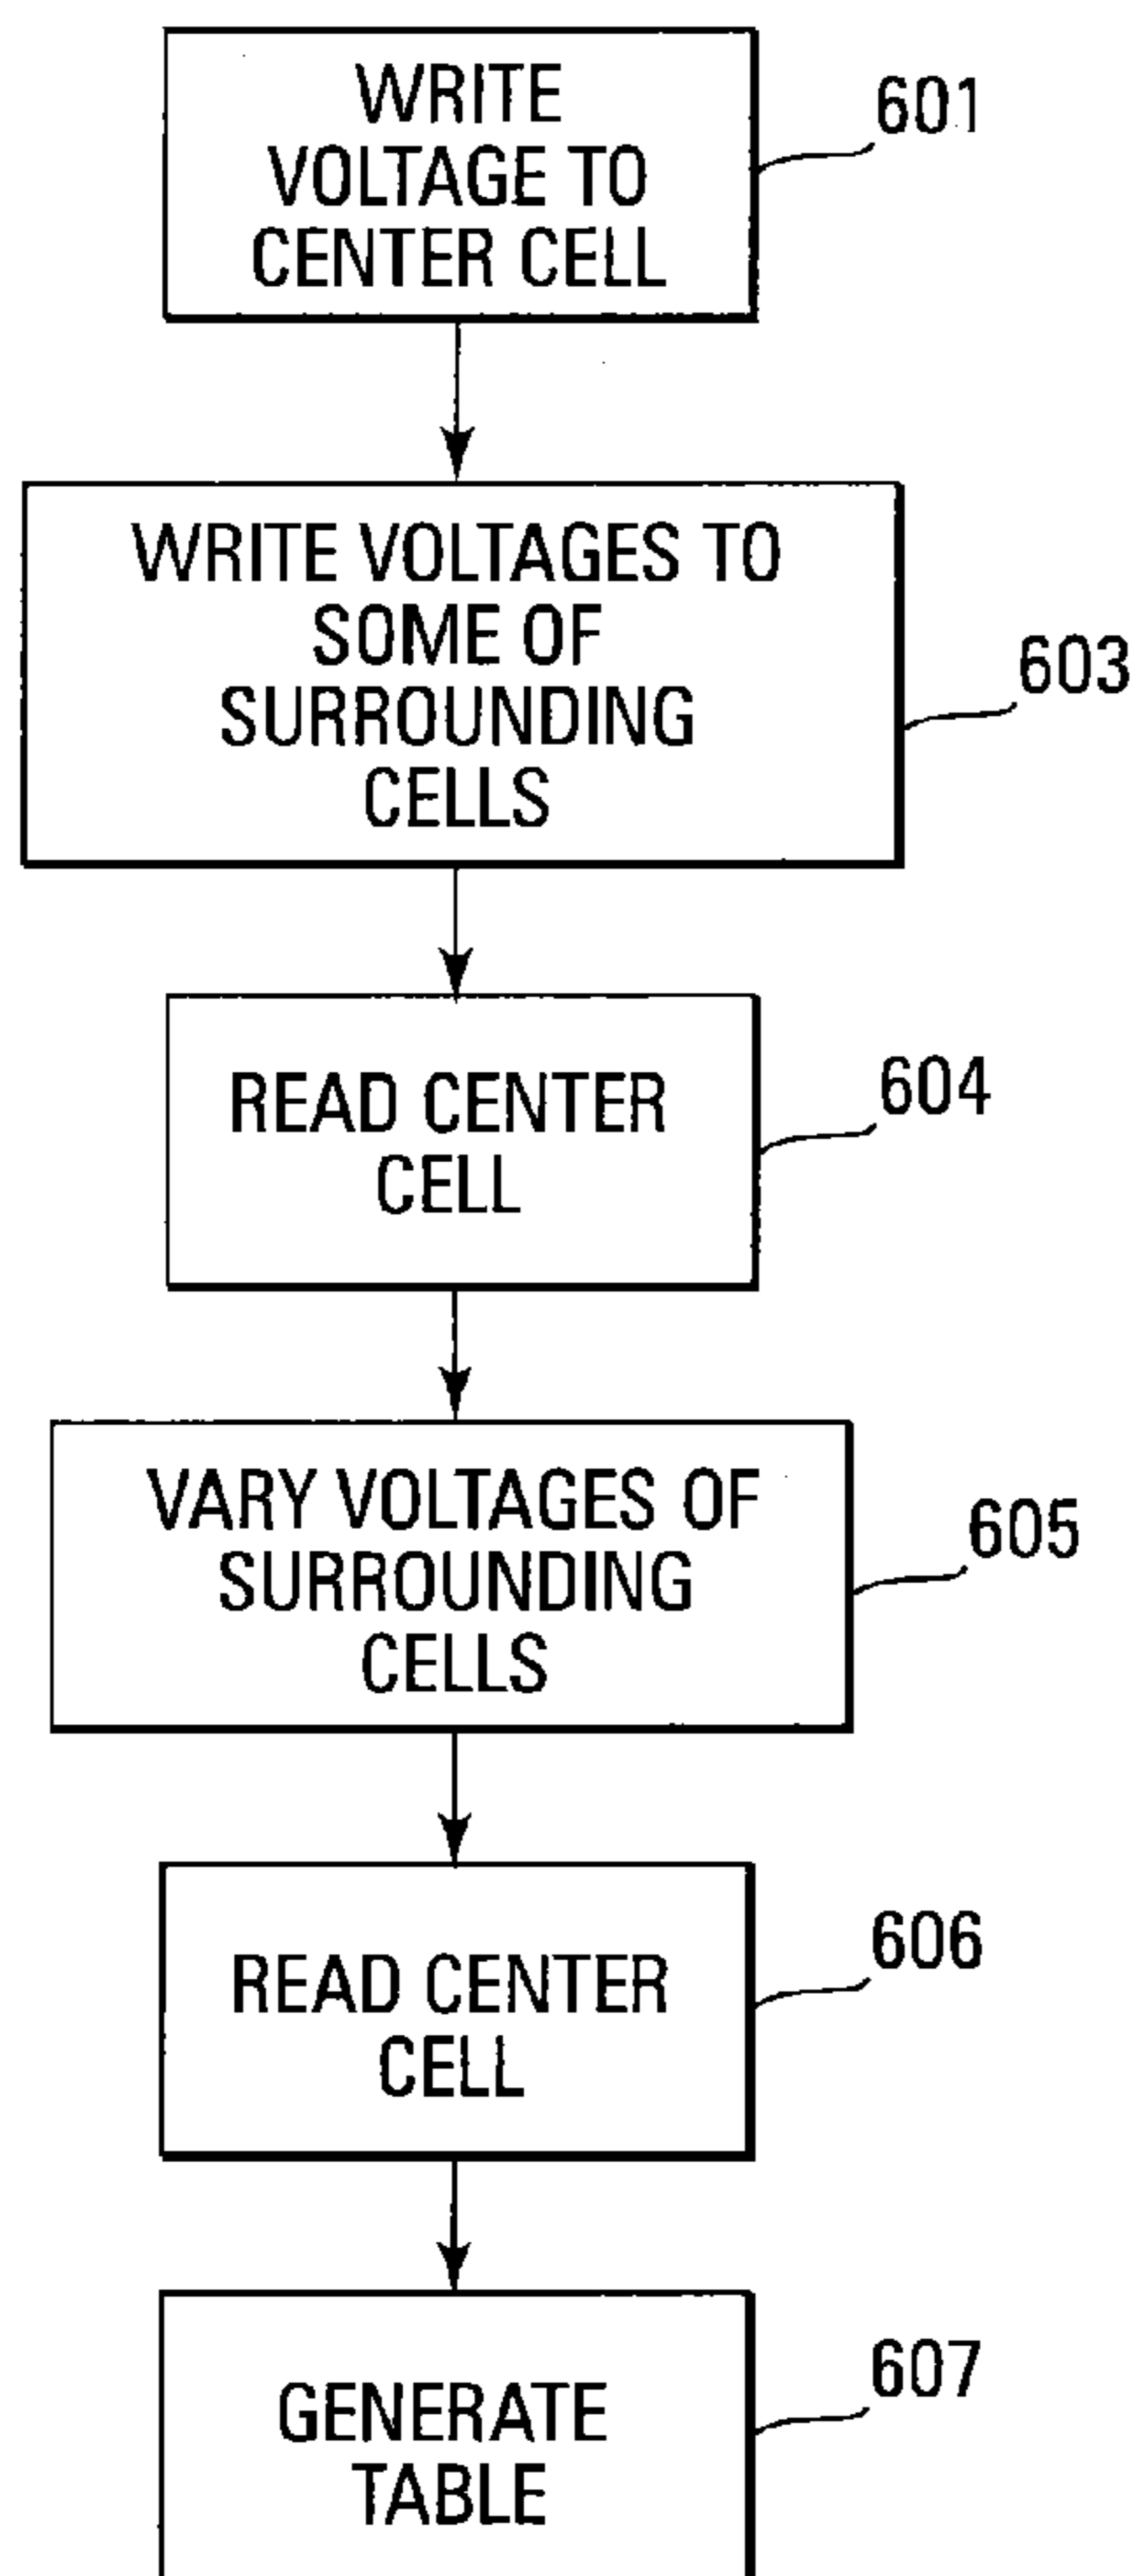 WRITE
VOLTAGE TO
CENTER CELL
601
WRITE VOLTAGES TO
SOME OF
SURROUNDING
CELLS
603
READ CENTER
CELL
604
VARY VOLTAGES OF
SURROUNDING
CELLS
605
READ CENTER
CELL
606
GENERATE
TABLE
607